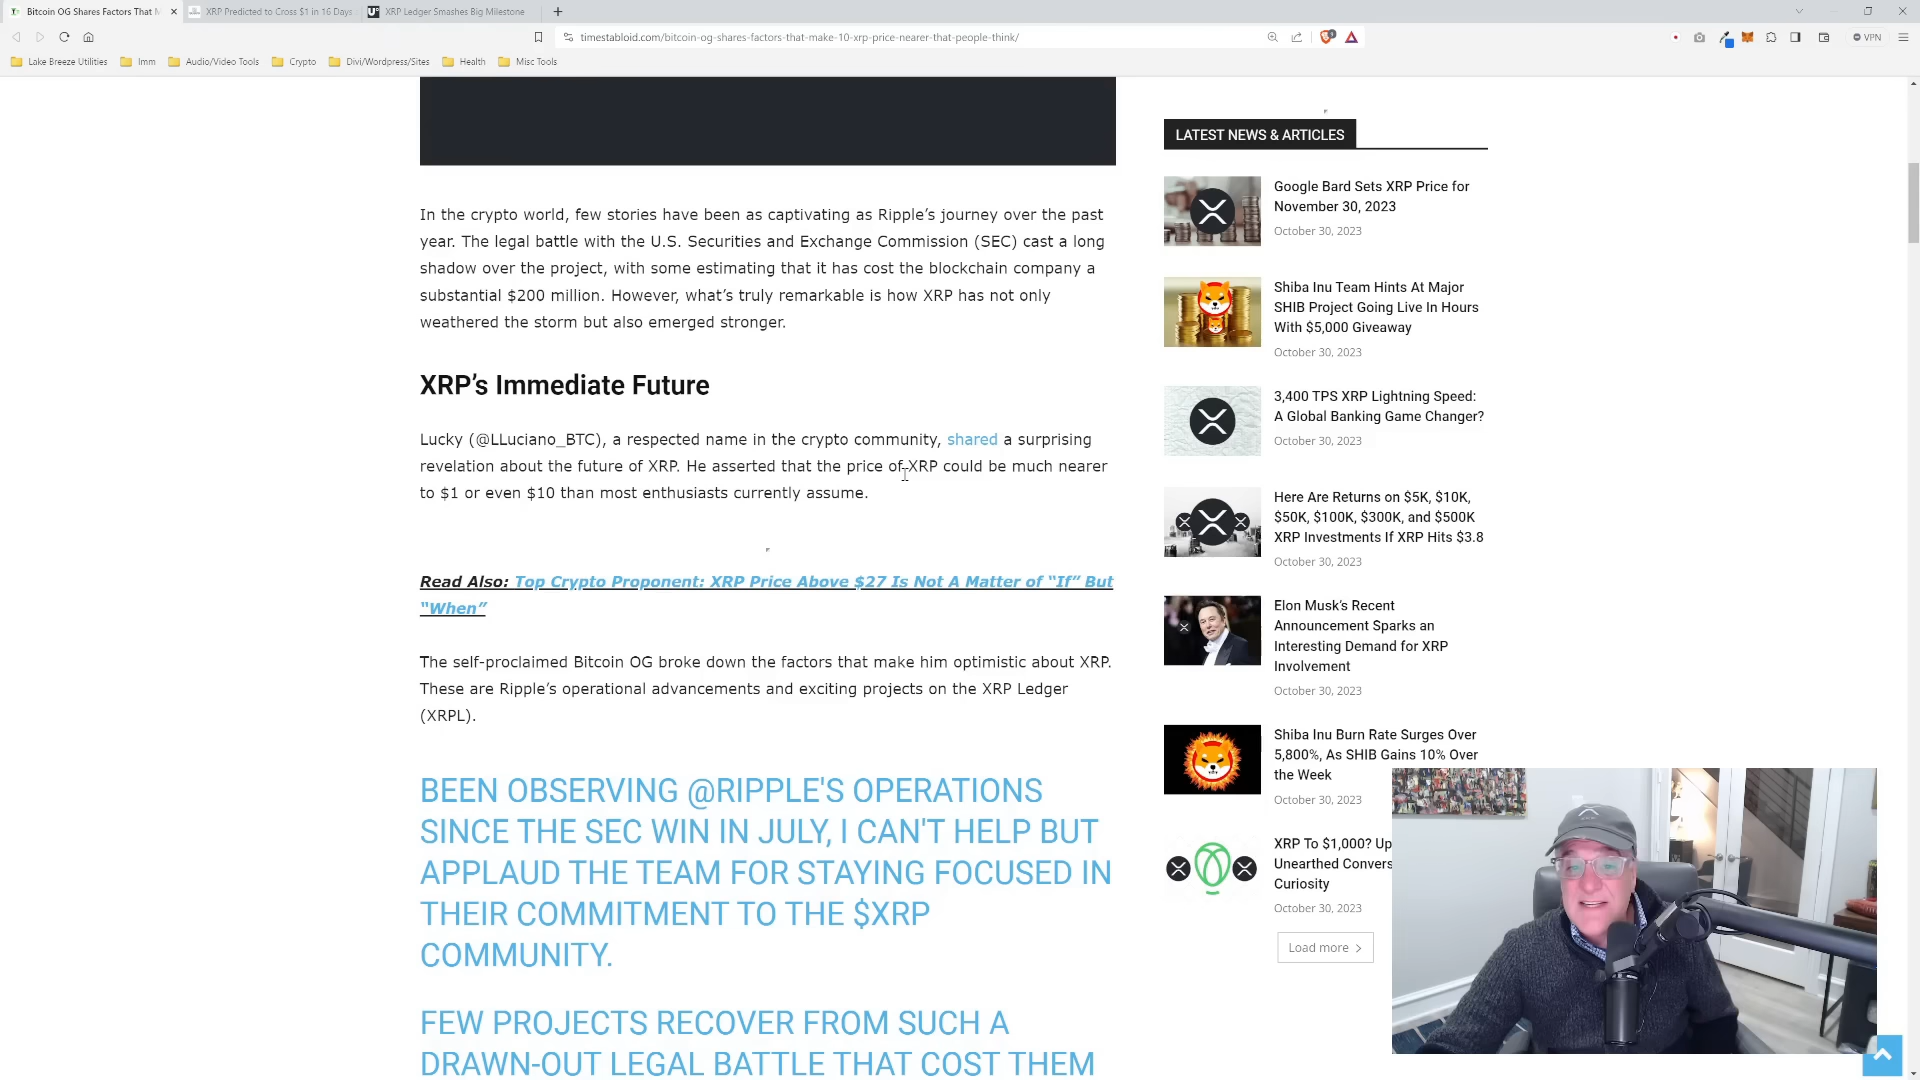 Bitcoin OG Shares Factors That M
XRP Predicted to Cross $1 in 16 Days
XRP Ledger Smashes Big Milestone
timestabloid.com/bitcoin-og-shares-factors-that-make-10-xrp-price-nearer-that-people-think/
VPN
Lake Breeze Utilities
Imm
Audio/Video Tools
Crypto
Divi/Wordpress/Sites
Health
Misc Tools
In the crypto world, few stories have been as captivating as Ripple’s journey over the past
year. The legal battle with the U.S. Securities and Exchange Commission (SEC) cast a long
shadow over the project, with some estimating that it has cost the blockchain company a
substantial $200 million. However, what’s truly remarkable is how XRP has not only
weathered the storm but also emerged stronger.
XRP’s Immediate Future
Lucky (@LLuciano_BTC), a respected name in the crypto community, shared a surprising
revelation about the future of XRP. He asserted that the price of XRP could be much nearer
to $1 or even $10 than most enthusiasts currently assume.
Read Also: Top Crypto Proponent: XRP Price Above $27 Is Not A Matter of “If” But
“When”
The self-proclaimed Bitcoin OG broke down the factors that make him optimistic about XRP.
These are Ripple’s operational advancements and exciting projects on the XRP Ledger
(XRPL).
BEEN OBSERVING @RIPPLE'S OPERATIONS
SINCE THE SEC WIN IN JULY, I CAN'T HELP BUT
APPLAUD THE TEAM FOR STAYING FOCUSED IN
THEIR COMMITMENT TO THE $XRP
COMMUNITY.
FEW PROJECTS RECOVER FROM SUCH A
DRAWN-OUT LEGAL BATTLE THAT COST THEM
LATEST NEWS & ARTICLES
Google Bard Sets XRP Price for
November 30, 2023
October 30, 2023
Shiba Inu Team Hints At Major
SHIB Project Going Live In Hours
With $5,000 Giveaway
October 30, 2023
3,400 TPS XRP Lightning Speed:
A Global Banking Game Changer?
October 30, 2023
Here Are Returns on $5K, $10K,
$50K, $100K, $300K, and $500K
XRP Investments If XRP Hits $3.8
October 30, 2023
Elon Musk’s Recent
Announcement Sparks an
Interesting Demand for XRP
Involvement
October 30, 2023
Shiba Inu Burn Rate Surges Over
5,800%, As SHIB Gains 10% Over
the Week
October 30, 2023
XRP To $1,000? Up
Unearthed Convers
Curiosity
October 30, 2023
Load more